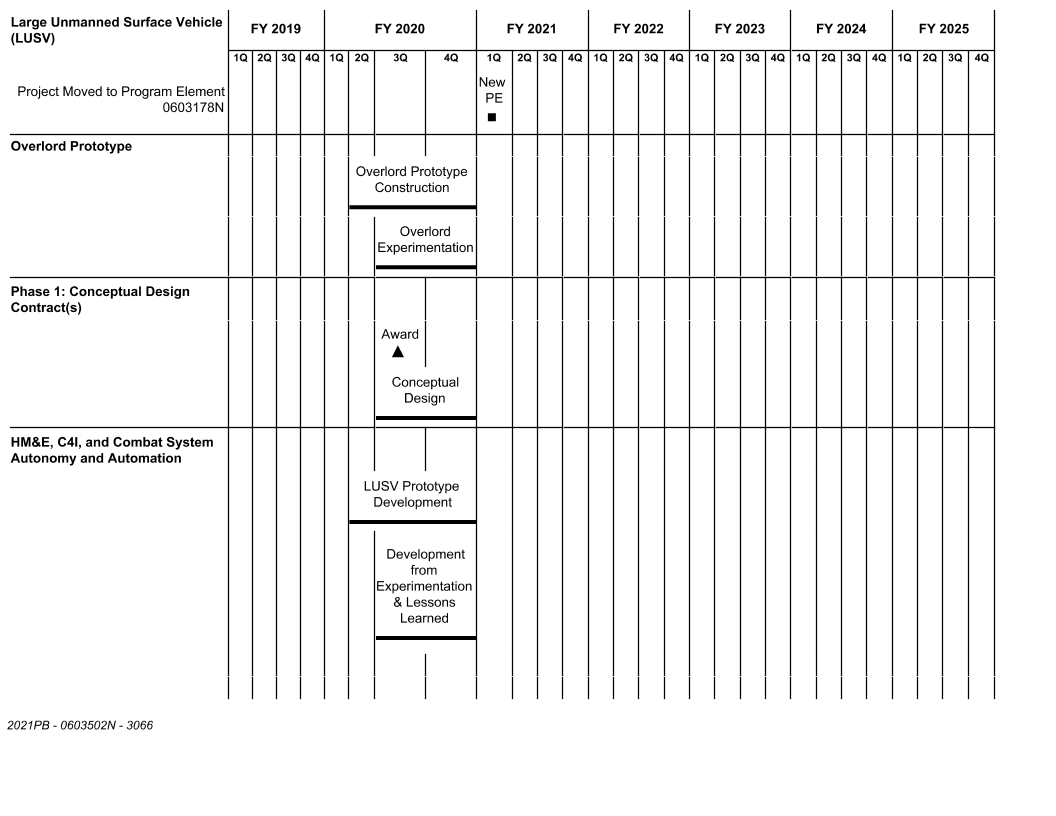 Large Unmanned Surface Vehicle
(LUSV)
FY 2019 FY 2020 FY 2021 FY 2022 FY 2023 FY 2024 FY 2025
1Q 2Q 3Q 4Q 1Q 2Q 3Q 4Q 1Q 2Q 3Q 4Q 1Q 2Q 3Q 4Q 1Q 2Q 3Q 4Q 1Q 2Q 3Q 4Q 1Q 2Q 3Q 4Q
Project Moved to Program Element
0603178N
New
PE
Overlord Prototype
Overlord Prototype
Construction
Overlord
Experimentation
Phase 1: Conceptual Design
Contract(s)
Award
Conceptual
Design
HM&E, C4I, and Combat System
Autonomy and Automation
LUSV Prototype
Development
Development
from
Experimentation
& Lessons
Learned
2021PB - 0603502N - 3066